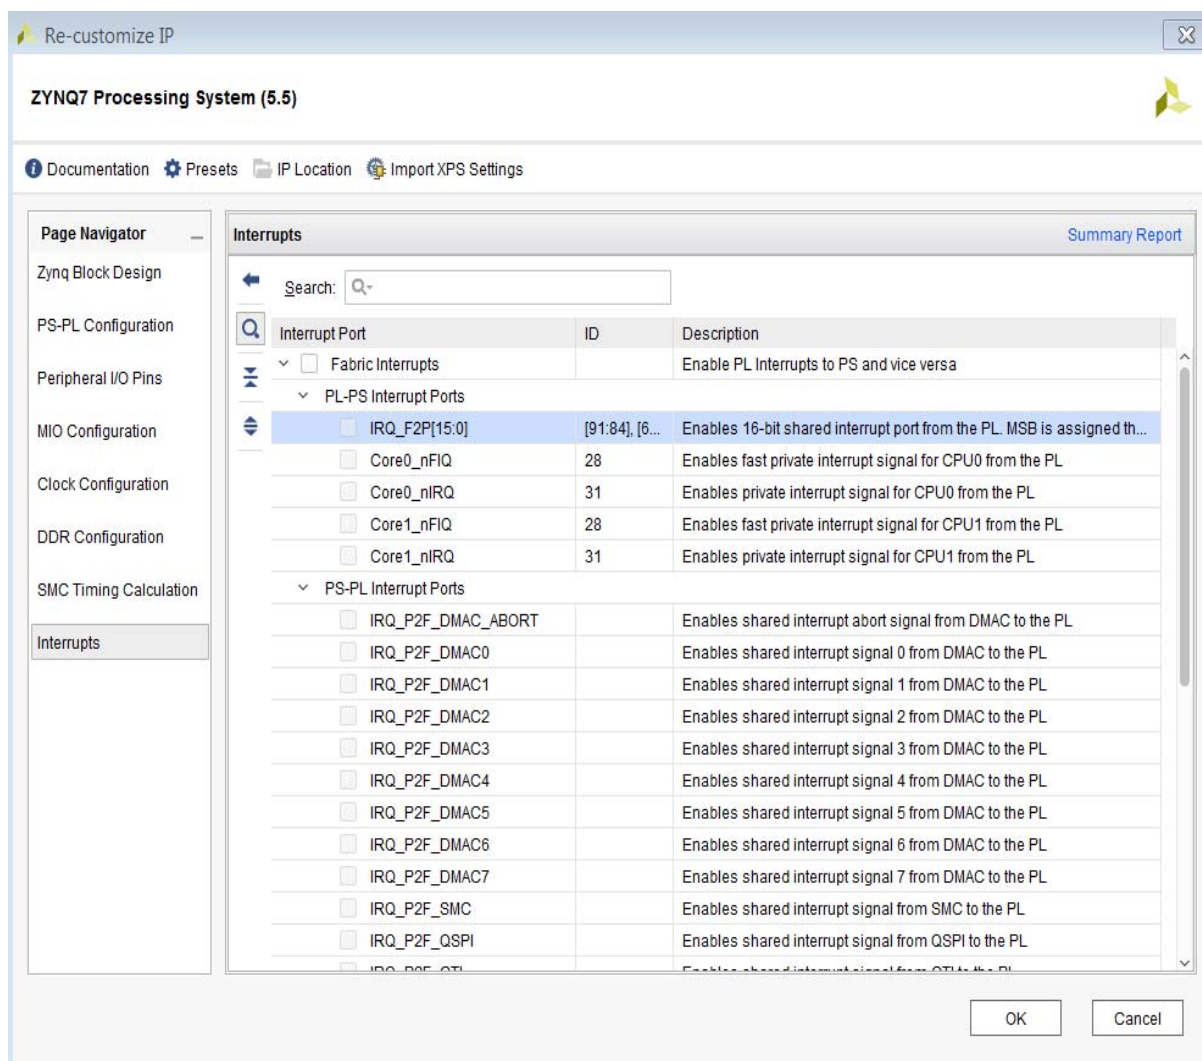 Re-customize IP
ZYNQ7 Processing System (5.5)
Documentation Presets IP Location Import XPS Settings
Page Navigator
Zynq Block Design
PS-PL Configuration
Peripheral I/O Pins
MIO Configuration
Clock Configuration
DDR Configuration
SMC Timing Calculation
Interrupts
Interrupts Summary Report
Search:
Interrupt Port ID Description
Fabric Interrupts Enable PL Interrupts to PS and vice versa
PL-PS Interrupt Ports
IRQ_F2P[15:0] [91:84], [6... Enables 16-bit shared interrupt port from the PL. MSB is assigned th...
Core0_nFIQ 28 Enables fast private interrupt signal for CPU0 from the PL
Core0_nIRQ 31 Enables private interrupt signal for CPU0 from the PL
Core1_nFIQ 28 Enables fast private interrupt signal for CPU1 from the PL
Core1_nIRQ 31 Enables private interrupt signal for CPU1 from the PL
PS-PL Interrupt Ports
IRQ_P2F_DMAC_ABORT Enables shared interrupt abort signal from DMAC to the PL
IRQ_P2F_DMAC0 Enables shared interrupt signal 0 from DMAC to the PL
IRQ_P2F_DMAC1 Enables shared interrupt signal 1 from DMAC to the PL
IRQ_P2F_DMAC2 Enables shared interrupt signal 2 from DMAC to the PL
IRQ_P2F_DMAC3 Enables shared interrupt signal 3 from DMAC to the PL
IRQ_P2F_DMAC4 Enables shared interrupt signal 4 from DMAC to the PL
IRQ_P2F_DMAC5 Enables shared interrupt signal 5 from DMAC to the PL
IRQ_P2F_DMAC6 Enables shared interrupt signal 6 from DMAC to the PL
IRQ_P2F_DMAC7 Enables shared interrupt signal 7 from DMAC to the PL
IRQ_P2F_SMC Enables shared interrupt signal from SMC to the PL
IRQ_P2F_QSPI Enables shared interrupt signal from QSPI to the PL
OK Cancel